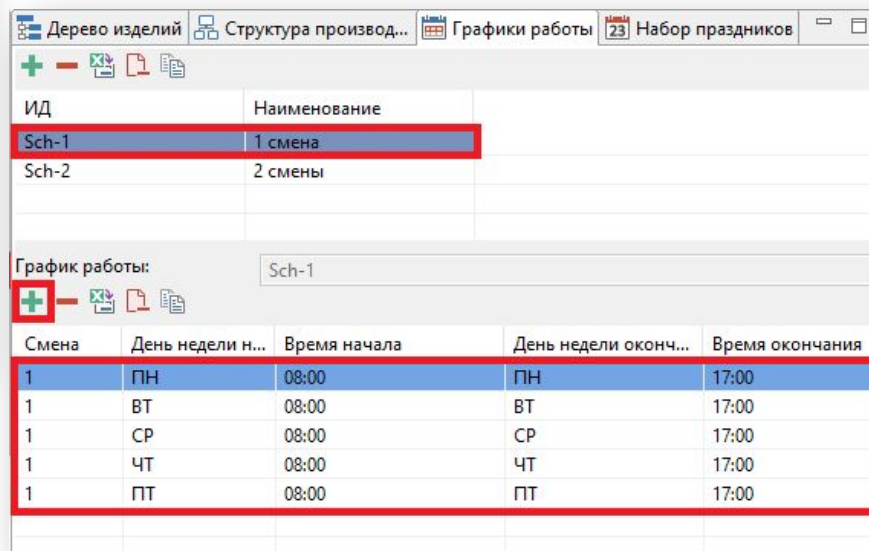 Дерево изделий Структура производ... Графики работы 23 Набор праздников
ИД Наименование
Sch-1 1 смена
Sch-2 2 смены
График работы: Sch-1
Смена День недели н... Время начала День недели оконч... Время окончания
1 ПН 08:00 ПН 17:00
1 ВТ 08:00 ВТ 17:00
1 СР 08:00 СР 17:00
1 ЧТ 08:00 ЧТ 17:00
1 ПТ 08:00 ПТ 17:00